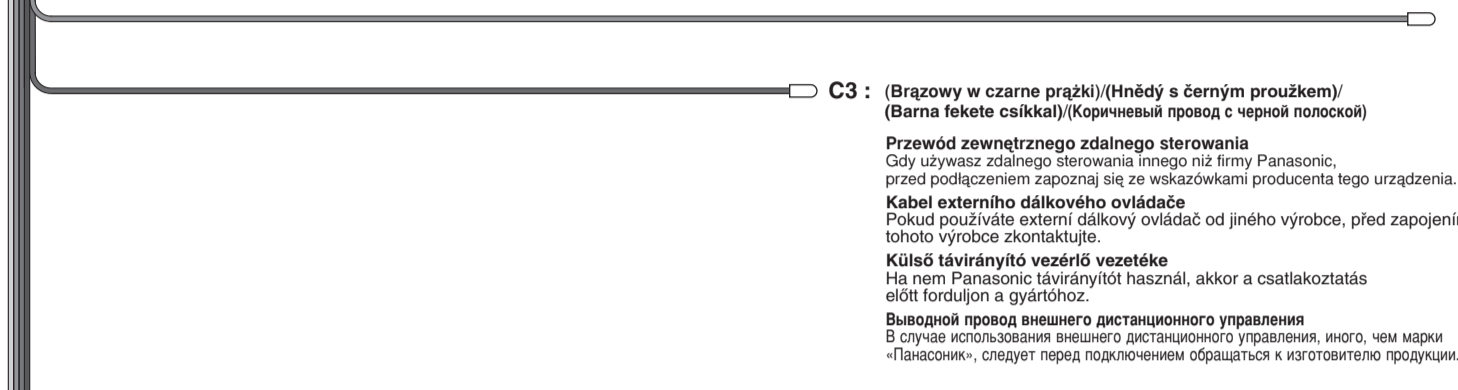 C3 : (Brązowy w czarne prążki)/(Hnědý s černým proužkem)/
(Barna fekete csíkkal)/(Коричневый провод с черной полоской)
Przewód zewnętrznego zdalnego sterowania
Gdy używasz zdalnego sterowania innego niż firmy Panasonic,
przed podłączeniem zapoznaj się ze wskazówkami producenta tego urządzenia.
Kabel externího dálkového ovládače
Pokud používáte externí dálkový ovládač od jiného výrobce, před
tohoto výrobce zkontaktujte.
Külső távirányító vezérlő vezetéke
Ha nem Panasonic távirányítót használ, akkor a csatlakoztatás
előtt forduljon a gyártóhoz.
Выводной провод внешнего дистанционного управления
В случае использования внешнего дистанционного управления, иного, чем марки
«Панасоник», следует перед подключением обращаться к изготовителю продукции.